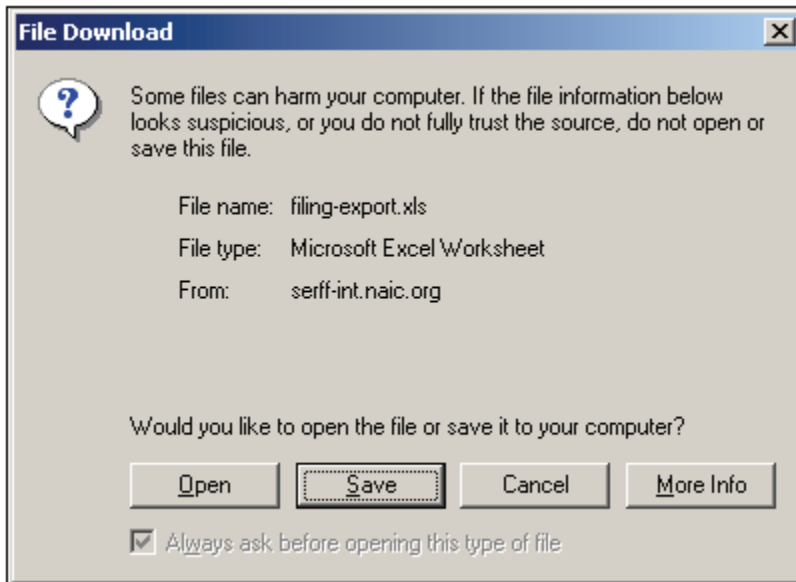 File Download
Some files can harm your computer. If the file information below
looks suspicious, or you do not fully trust the source, do not open or
save this file.
File name: filing-export.xls
File type: Microsoft Excel Worksheet
From: serff-int.naic.org
Would you like to open the file or save it to your computer?
Open Save Cancel More Info
Always ask before opening this type of file